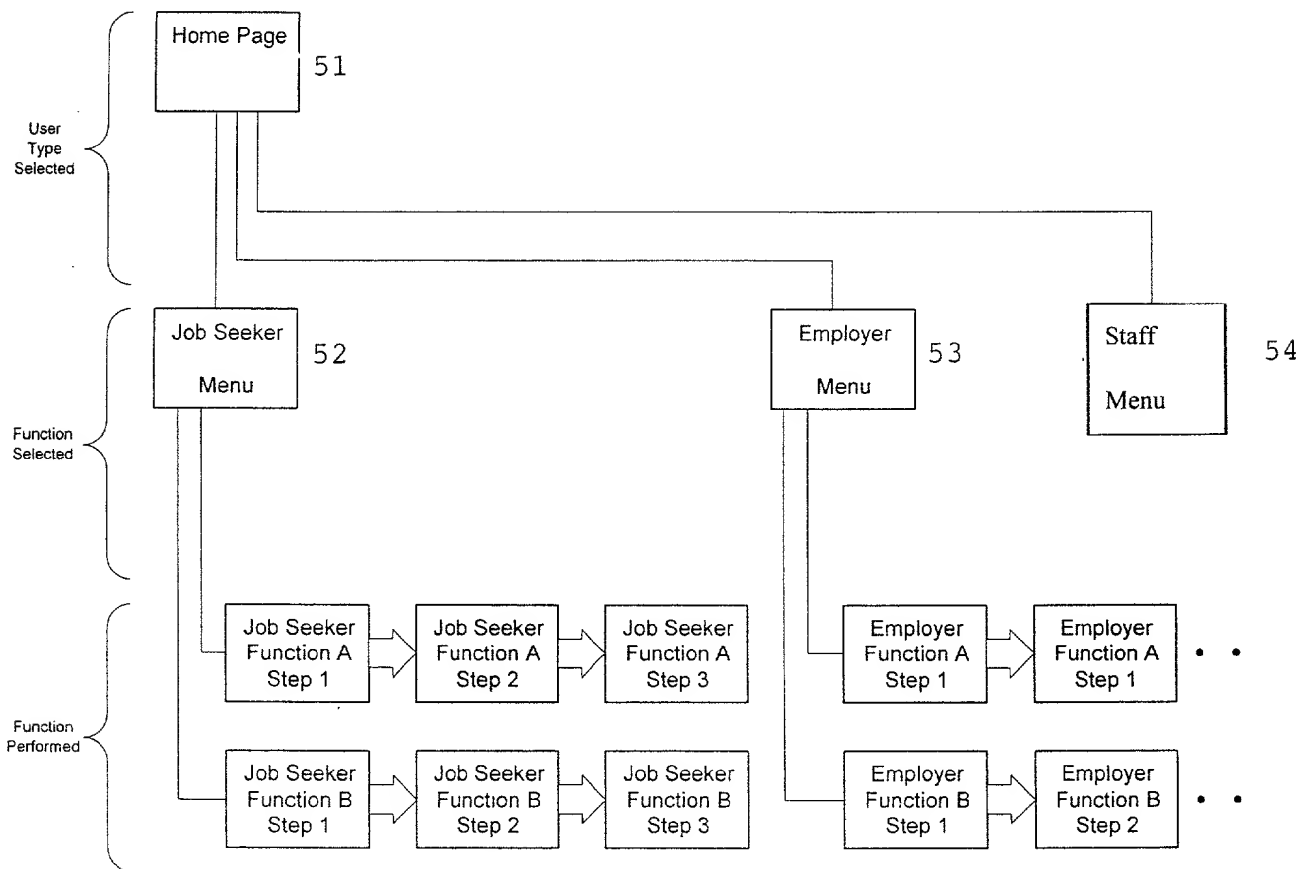 Home Page
51
User
Type
Selected
Job Seeker
Menu
52
Employer
Menu
53
Staff
Menu
54
Function
Selected
Job Seeker
Function A
Step 1
Job Seeker
Function A
Step 2
Job Seeker
Function A
Step 3
Employer
Function A
Step 1
Employer
Function A
Step 1
Function
Performed
Job Seeker
Function B
Step 1
Job Seeker
Function B
Step 2
Job Seeker
Function B
Step 3
Employer
Function B
Step 1
Employer
Function B
Step 2